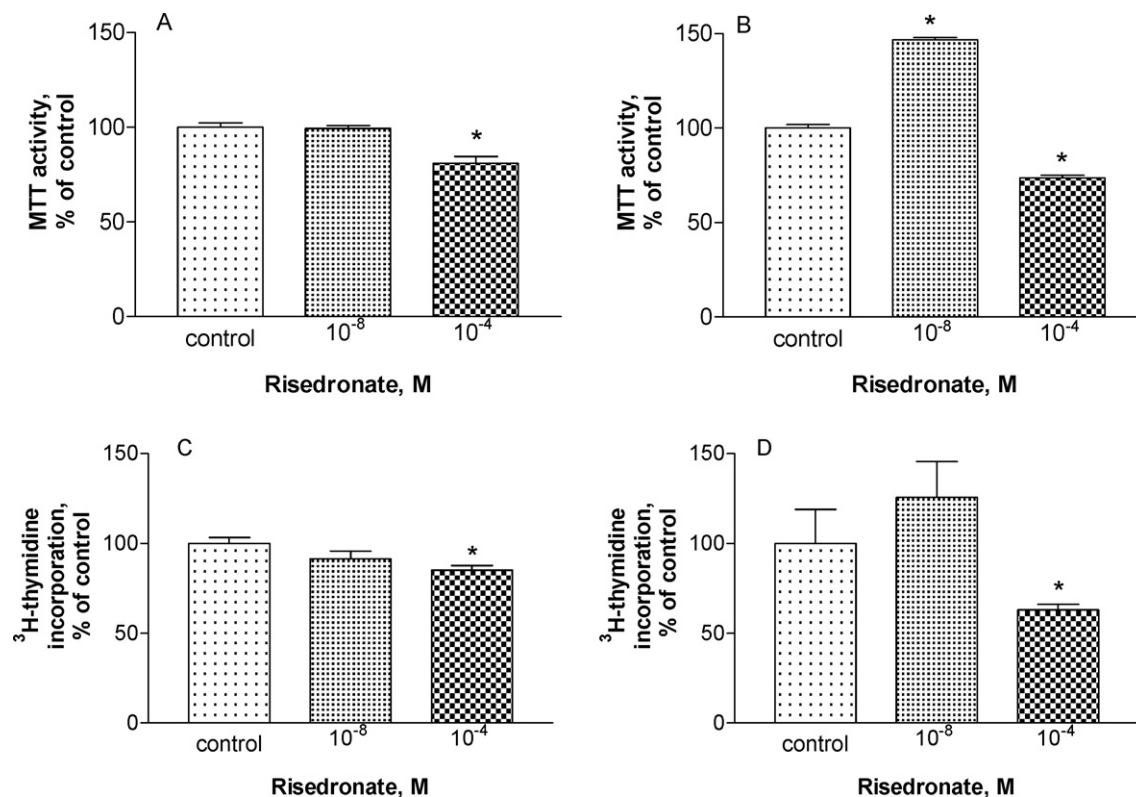 A
MTT activity,
% of control
150
100
50
0
*
control
10⁻⁸
10⁻⁴
Risedronate, M
B
MTT activity,
% of control
150
100
50
0
*
*
control
10⁻⁸
10⁻⁴
Risedronate, M
C
³H-thymidine
incorporation,
% of control
150
100
50
0
*
control
10⁻⁸
10⁻⁴
Risedronate, M
D
³H-thymidine
incorporation,
% of control
150
100
50
0
*
control
10⁻⁸
10⁻⁴
Risedronate, M